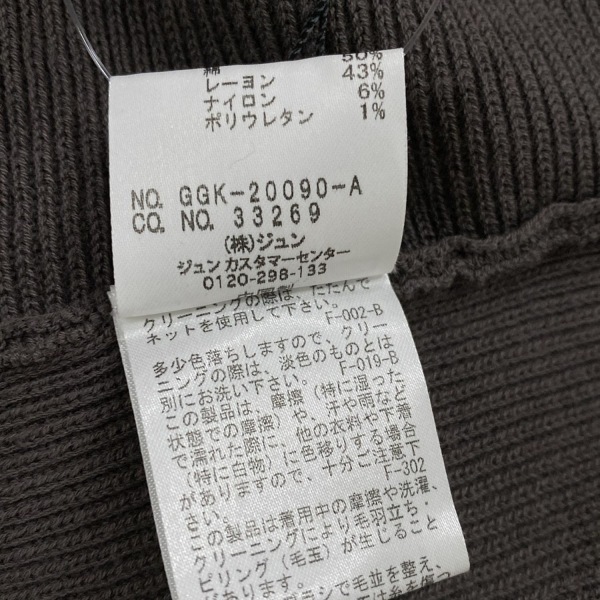 綿 50%
レーヨン 43%
ナイロン 6%
ポリウレタン 1%
NO. GGK-20090-A
CO. NO. 33269
(株)ジュン
ジュン カスタマーセンター
0120-298-133
クリーニングの際は、たたんで
ネットを使用して下さい。
F-002-B
多少色落ちしますので、クリー
ニングの際は、淡色のものとは
別にお洗い下さい。 F-019-B
この製品は、摩擦(特に湿った
状態での摩擦)や、汗や雨など
で濡れた際に、他の衣料や下着
(特に白物)に色移りする場合
がありますので、十分ご注意下
さい。 F-302
この製品は着用中の摩擦や洗濯、
クリーニングにより毛羽立ち・
ピリング(毛玉)が生じること
があります。
ブラシで毛並を整え、